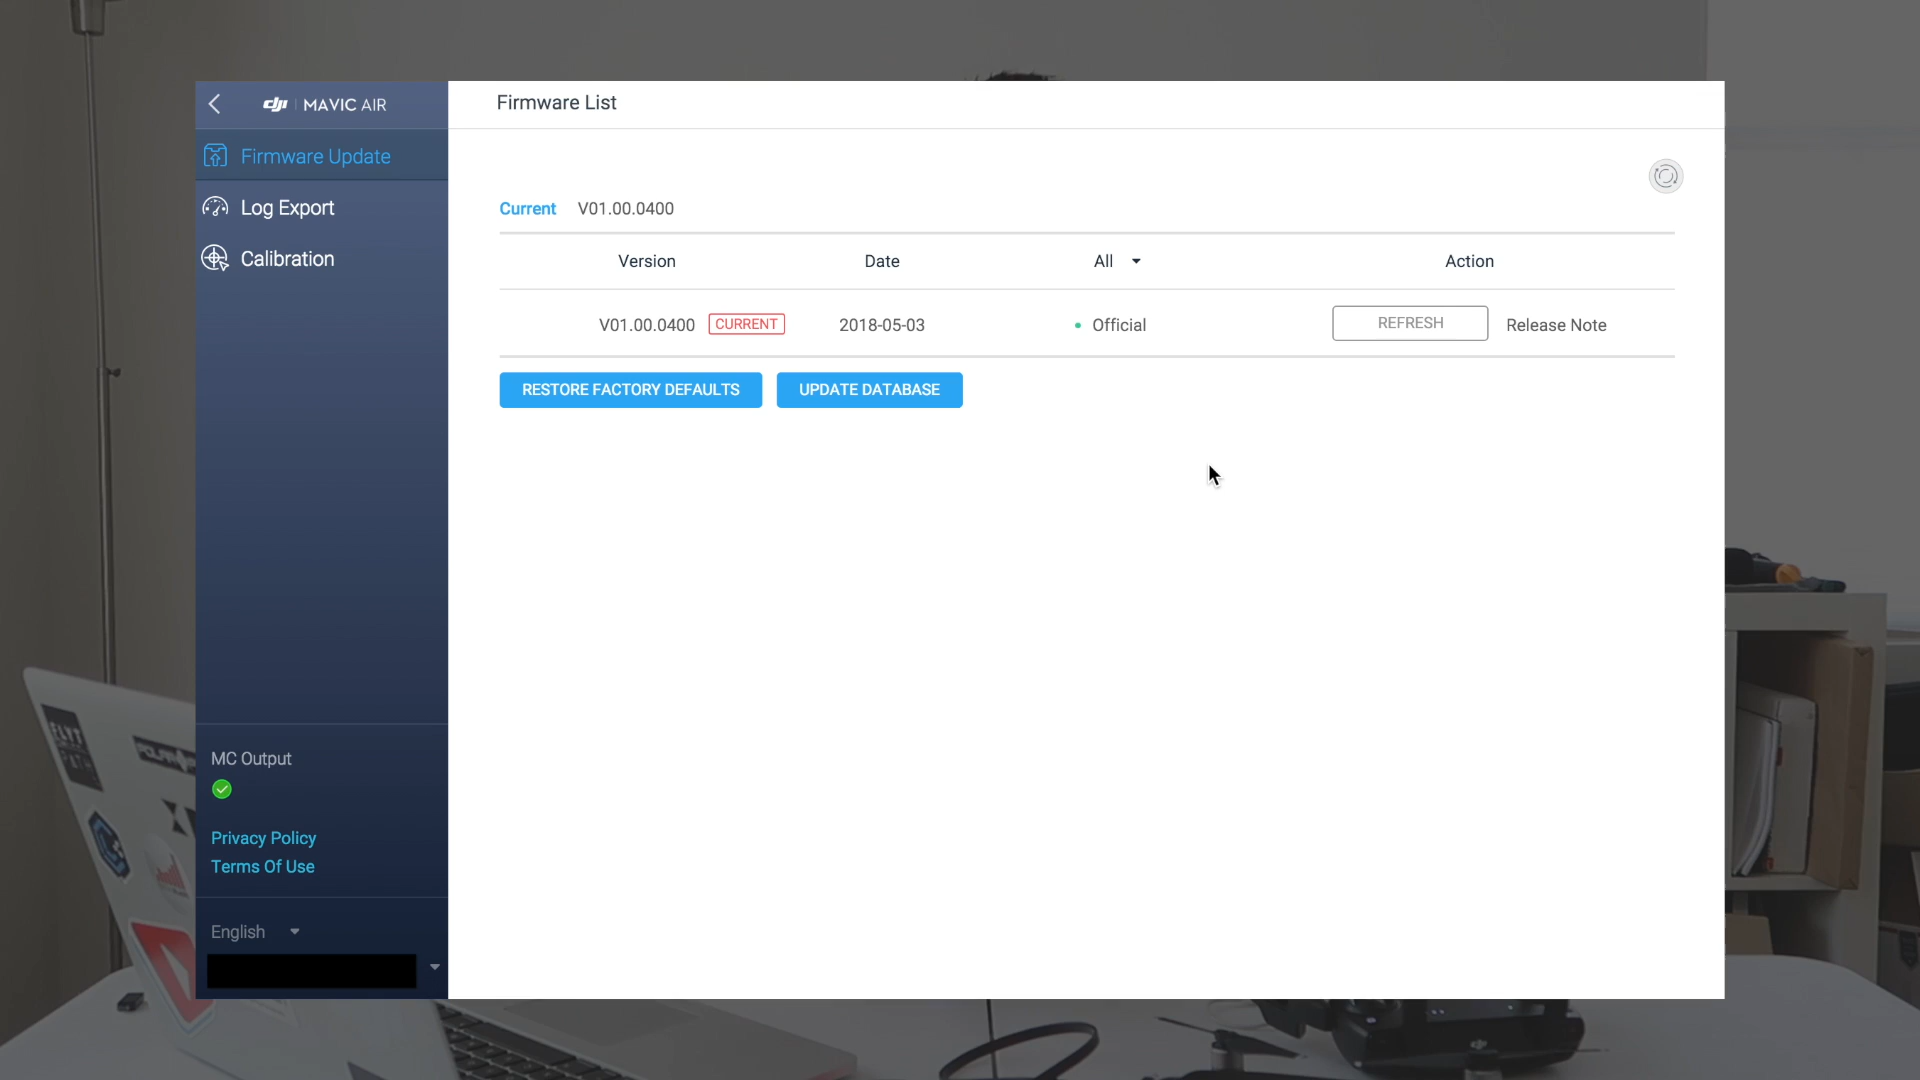 dji MAVIC AIR
Firmware List
Firmware Update
Log Export
Calibration
Current V01.00.0400
Version Date All Action
V01.00.0400 CURRENT 2018-05-03 Official REFRESH Release Note
RESTORE FACTORY DEFAULTS UPDATE DATABASE
MC Output
Privacy Policy
Terms Of Use
English